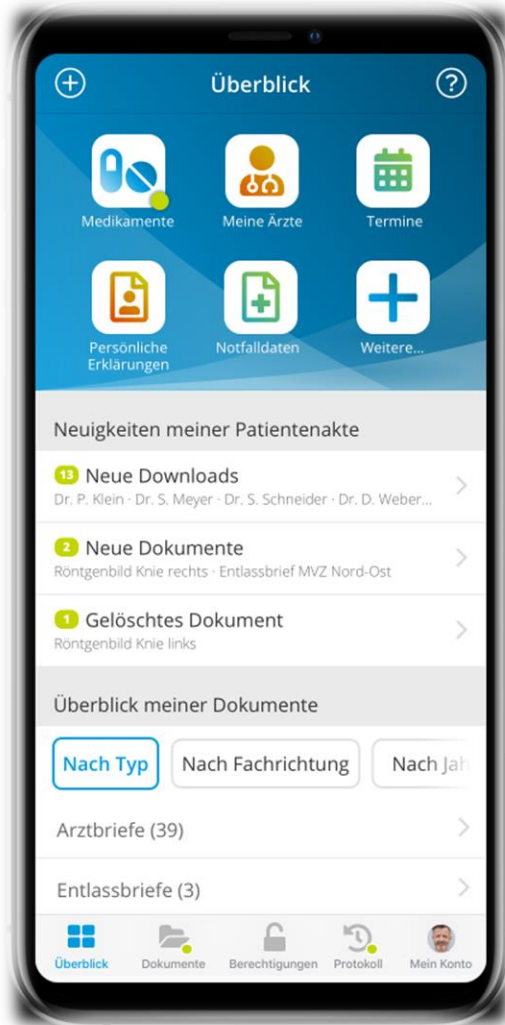 Überblick
Medikamente
Meine Ärzte
Termine
Persönliche
Erklärungen
Notfalldaten
Weitere...
Neuigkeiten meiner Patientenakte
13 Neue Downloads
Dr. P. Klein · Dr. S. Meyer · Dr. S. Schneider · Dr. D. Weber...
2 Neue Dokumente
Röntgenbild Knie rechts · Entlassbrief MVZ Nord-Ost
1 Gelöschtes Dokument
Röntgenbild Knie links
Überblick meiner Dokumente
Nach Typ
Nach Fachrichtung
Nach Jah
Arztbriefe (39)
Entlassbriefe (3)
Überblick
Dokumente
Berechtigungen
Protokoll
Mein Konto